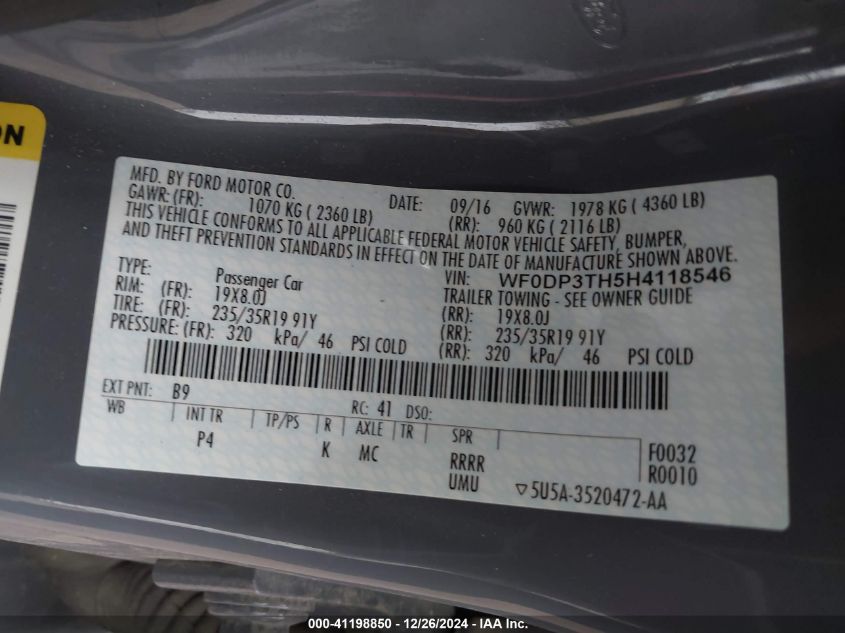 ON
MFD. BY FORD MOTOR CO.
DATE: 09/16 GVWR: 1978 KG ( 4360 LB)
GAWR: (FR): 1070 KG ( 2360 LB) (RR): 960 KG ( 2116 LB)
THIS VEHICLE CONFORMS TO ALL APPLICABLE FEDERAL MOTOR VEHICLE SAFETY, BUMPER,
AND THEFT PREVENTION STANDARDS IN EFFECT ON THE DATE OF MANUFACTURE SHOWN ABOVE.
VIN: WF0DP3TH5H4118546
TYPE: Passenger Car TRAILER TOWING - SEE OWNER GUIDE
RIM: (FR): 19X8.0J (RR): 19X8.0J
TIRE: (FR): 235/35R19 91Y (RR): 235/35R19 91Y
PRESSURE: (FR): 320 kPa/ 46 PSI COLD (RR): 320 kPa/ 46 PSI COLD
EXT PNT: B9 RC: 41 DSO:
WB INT TR TP/PS R AXLE TR SPR
P4 K MC RRRR F0032
UMU R0010
▽5U5A-3520472-AA
000-41198850 - 12/26/2024 - IAA Inc.